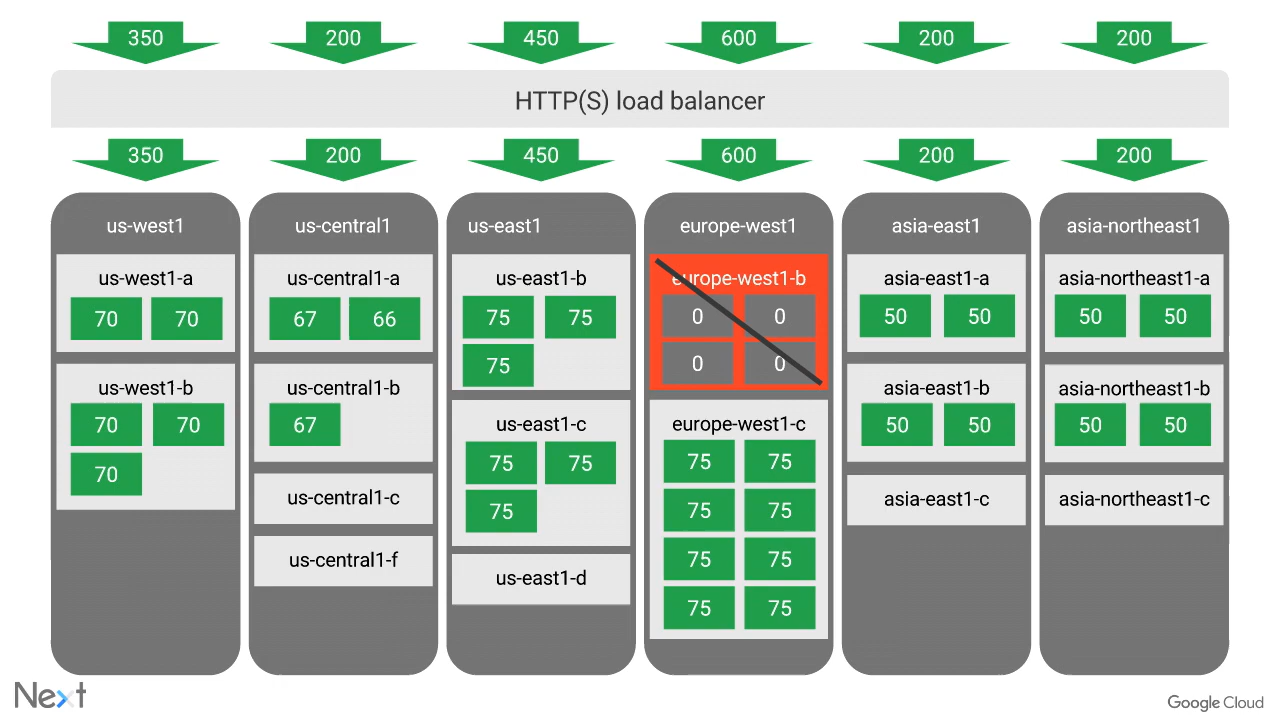 350 200 450 600 200 200
HTTP(S) load balancer
350 200 450 600 200 200
us-west1
us-west1-a
70 70
us-west1-b
70 70
70
us-central1
us-central1-a
67 66
us-central1-b
67
us-central1-c
us-central1-f
us-east1
us-east1-b
75 75
75
us-east1-c
75 75
75
us-east1-d
europe-west1
europe-west1-b
0 0
0 0
europe-west1-c
75 75
75 75
75 75
75 75
asia-east1
asia-east1-a
50 50
asia-east1-b
50 50
asia-east1-c
asia-northeast1
asia-northeast1-a
50 50
asia-northeast1-b
50 50
asia-northeast1-c
Next
Google Cloud